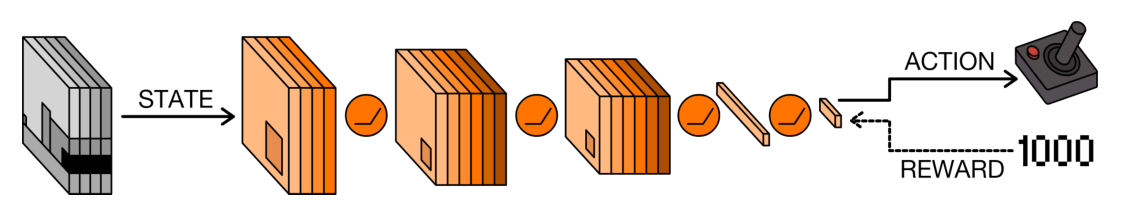 STATE
ACTION
REWARD
1000